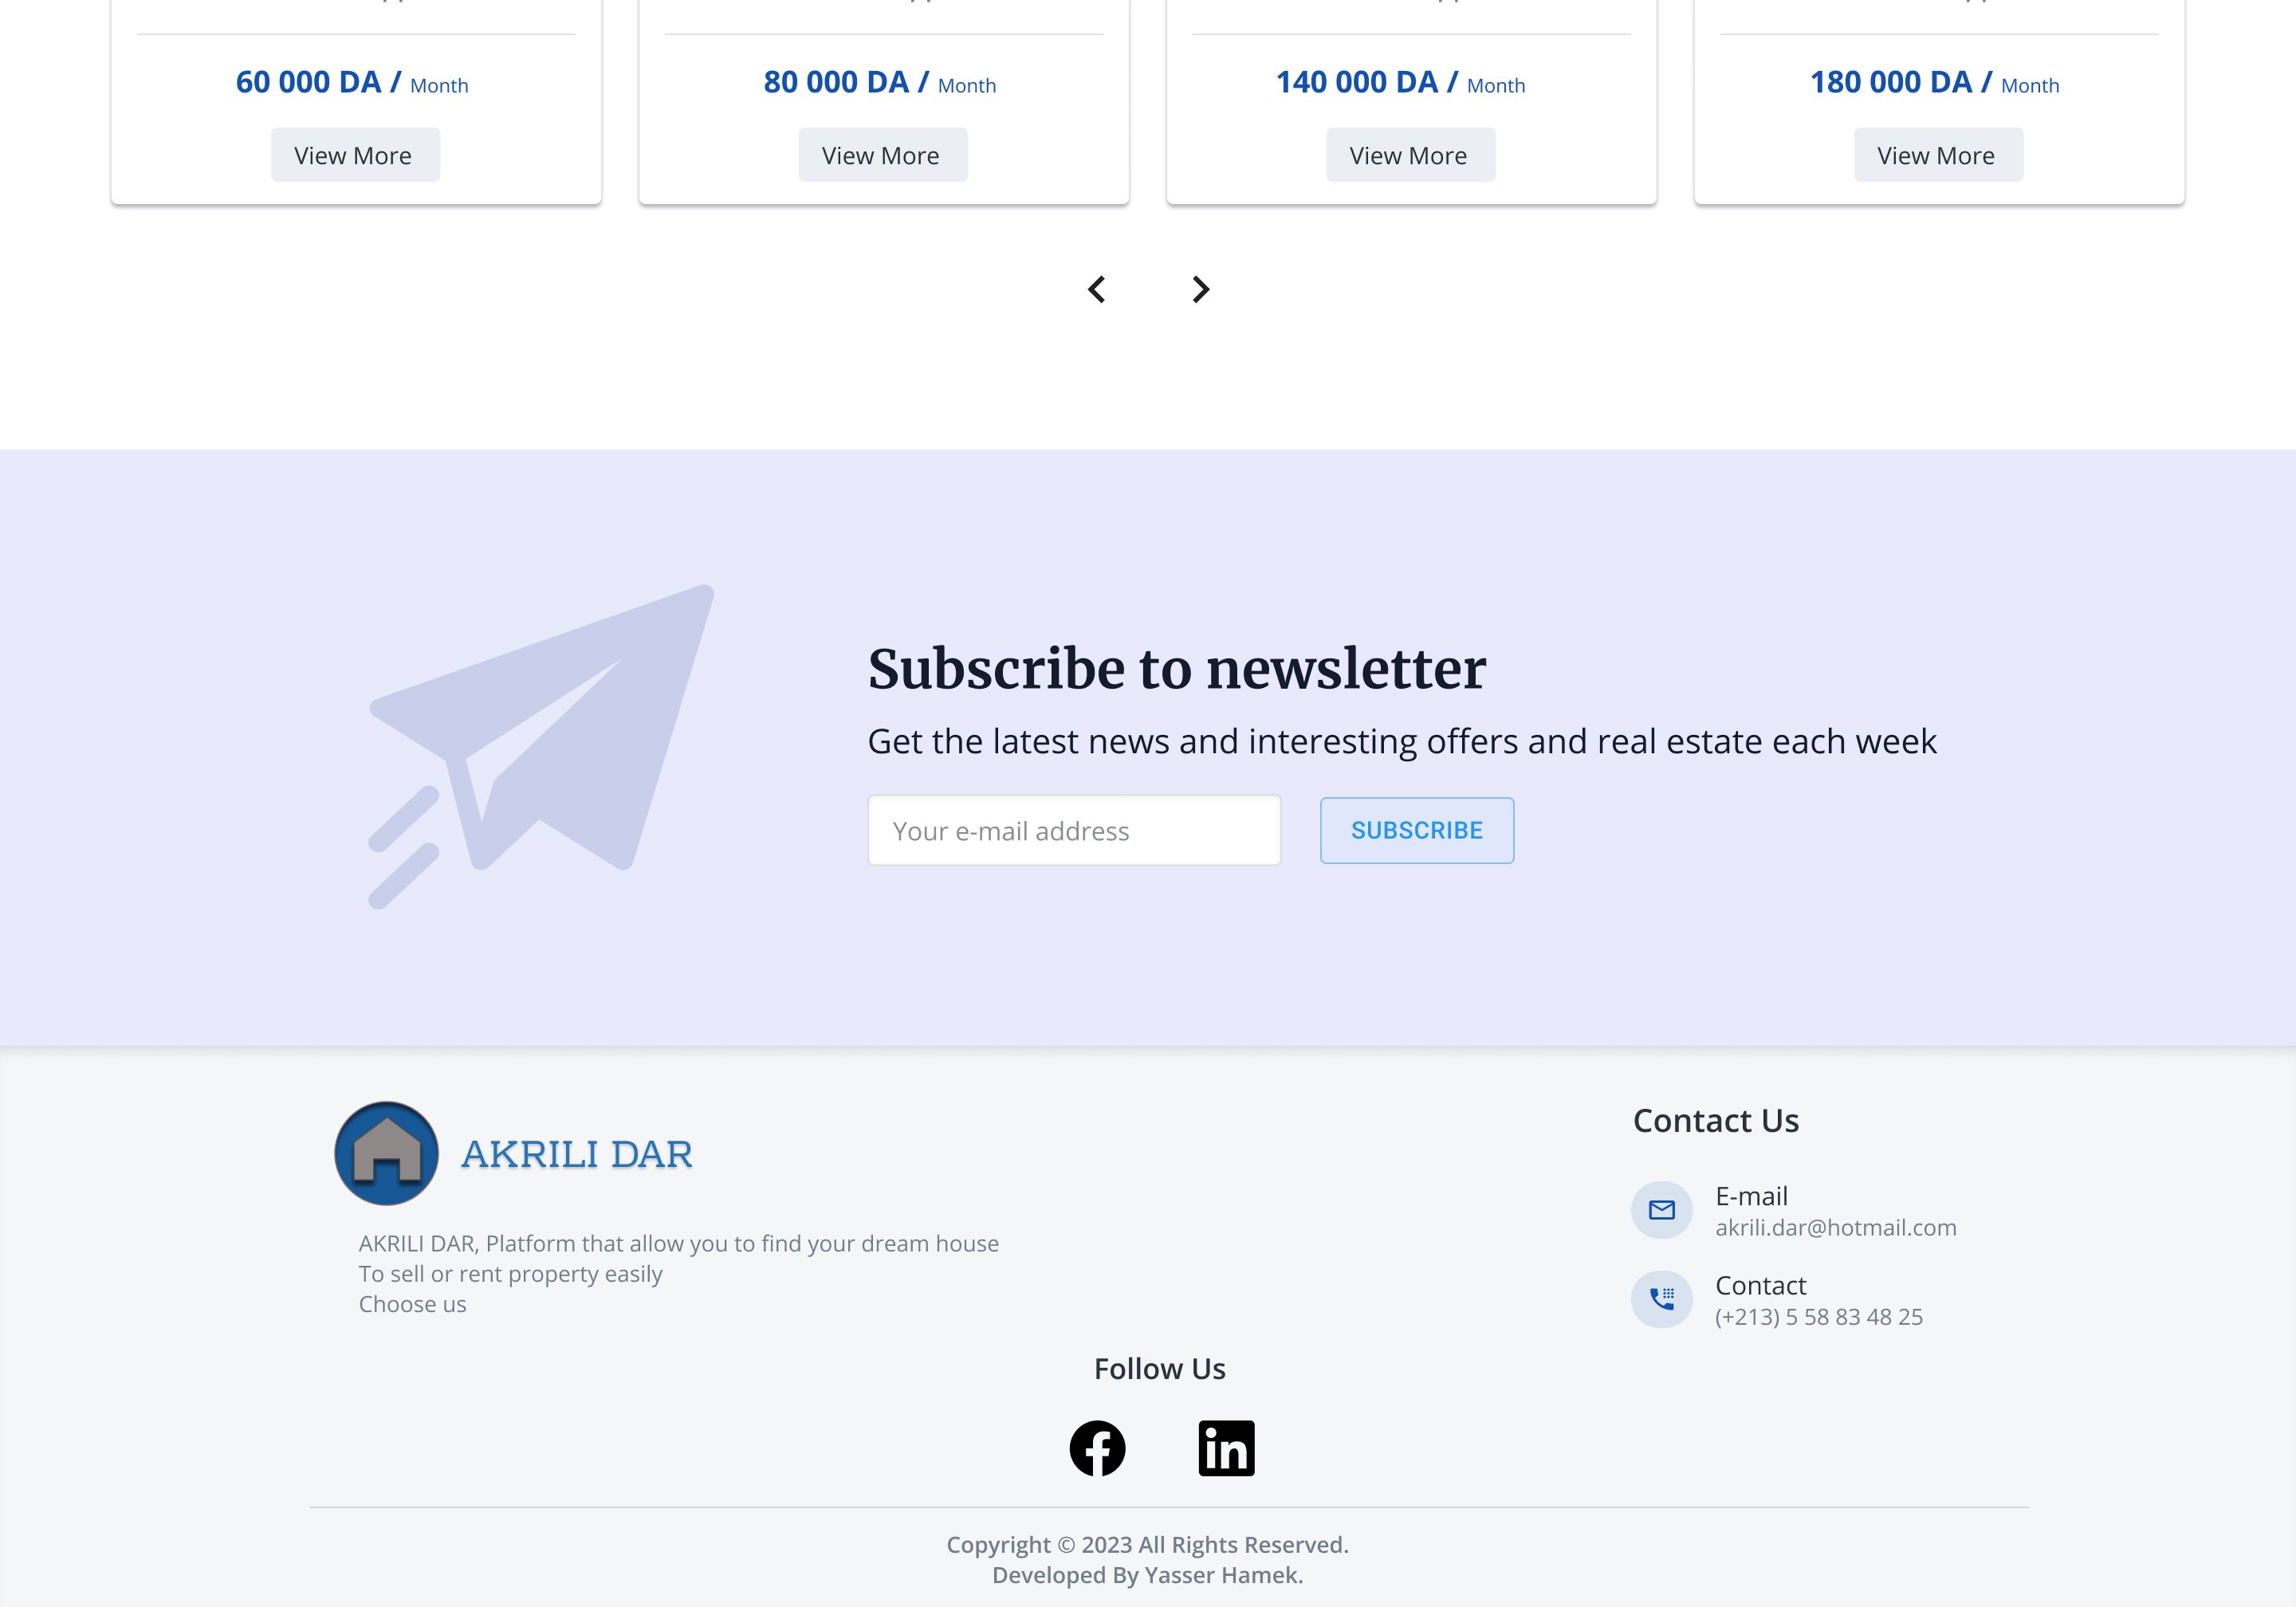 60 000 DA / Month
80 000 DA / Month
140 000 DA / Month
180 000 DA / Month
View More
View More
View More
View More
Subscribe to newsletter
Get the latest news and interesting offers and real estate each week
Your e-mail address
SUBSCRIBE
AKRILI DAR
AKRILI DAR, Platform that allow you to find your dream house
To sell or rent property easily
Choose us
Contact Us
E-mail
akrili.dar@hotmail.com
Contact
(+213) 5 58 83 48 25
Follow Us
Copyright © 2023 All Rights Reserved.
Developed By Yasser Hamek.